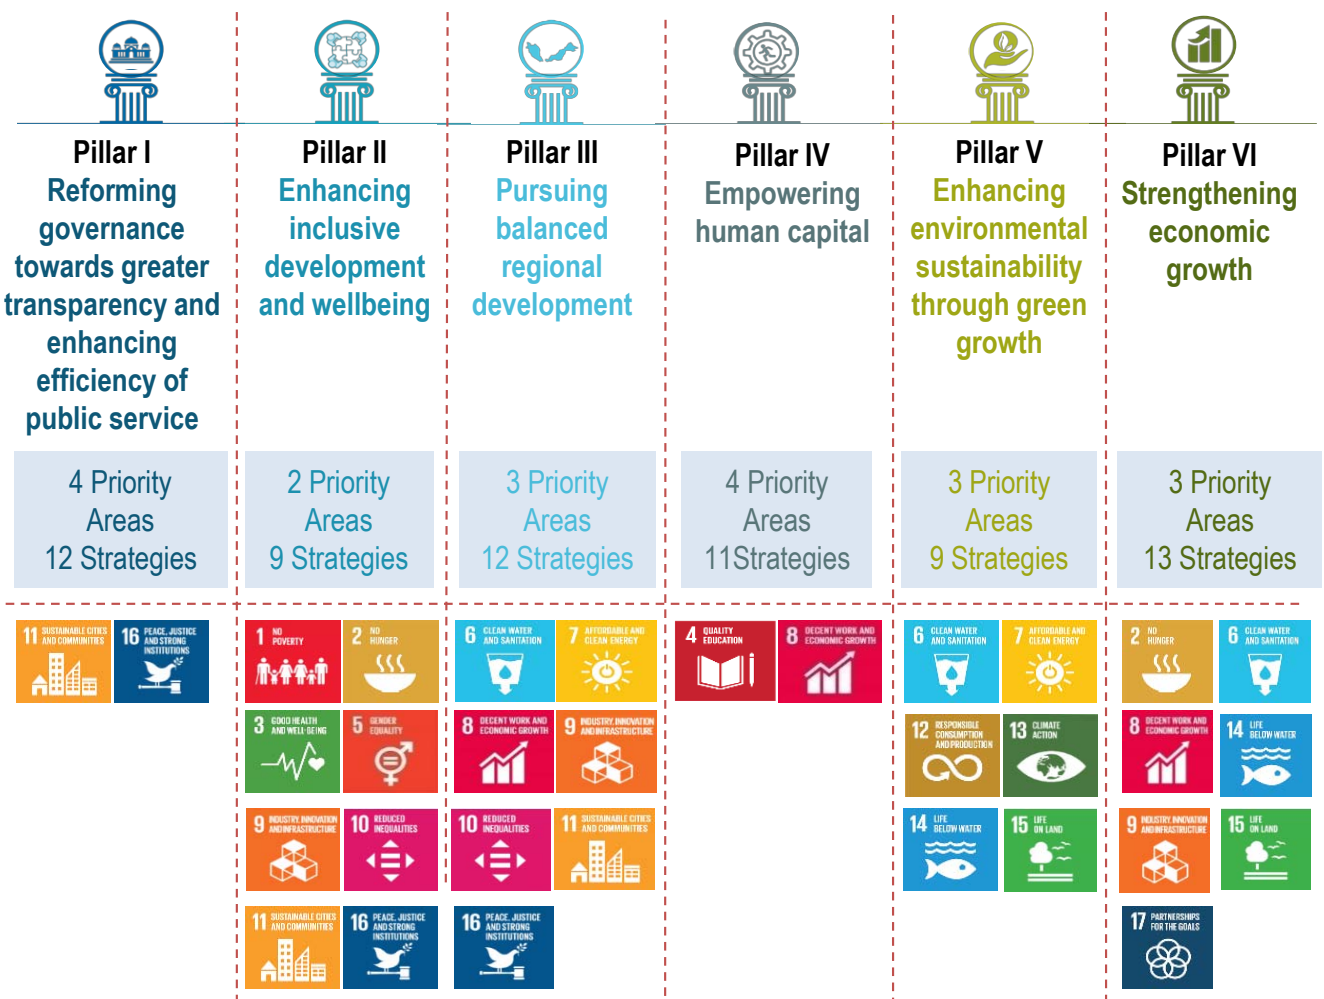 Pillar I
Reforming
governance
towards greater
transparency and
enhancing
efficiency of
public service
4 Priority
Areas
12 Strategies
11 SUSTAINABLE CITIES
AND COMMUNITIES
16 PEACE, JUSTICE
AND STRONG
INSTITUTIONS
Pillar II
Enhancing
inclusive
development
and wellbeing
2 Priority
Areas
9 Strategies
1 NO
POVERTY
2 NO
HUNGER
3 GOOD HEALTH
AND WELL-BEING
5 GENDER
EQUALITY
9 INDUSTRY, INNOVATION
AND INFRASTRUCTURE
10 REDUCED
INEQUALITIES
11 SUSTAINABLE CITIES
AND COMMUNITIES
16 PEACE, JUSTICE
AND STRONG
INSTITUTIONS
Pillar III
Pursuing
balanced
regional
development
3 Priority
Areas
12 Strategies
6 CLEAN WATER
AND SANITATION
7 AFFORDABLE AND
CLEAN ENERGY
8 DECENT WORK AND
ECONOMIC GROWTH
9 INDUSTRY, INNOVATION
AND INFRASTRUCTURE
10 REDUCED
INEQUALITIES
11 SUSTAINABLE CITIES
AND COMMUNITIES
16 PEACE, JUSTICE
AND STRONG
INSTITUTIONS
Pillar IV
Empowering
human capital
4 Priority
Areas
11Strategies
4 QUALITY
EDUCATION
8 DECENT WORK AND
ECONOMIC GROWTH
Pillar V
Enhancing
environmental
sustainability
through green
growth
3 Priority
Areas
9 Strategies
6 CLEAN WATER
AND SANITATION
7 AFFORDABLE AND
CLEAN ENERGY
12 RESPONSIBLE
CONSUMPTION
AND PRODUCTION
13 CLIMATE
ACTION
14 LIFE
BELOW WATER
15 LIFE
ON LAND
Pillar VI
Strengthening
economic
growth
3 Priority
Areas
13 Strategies
2 NO
HUNGER
6 CLEAN WATER
AND SANITATION
8 DECENT WORK AND
ECONOMIC GROWTH
14 LIFE
BELOW WATER
9 INDUSTRY, INNOVATION
AND INFRASTRUCTURE
15 LIFE
ON LAND
17 PARTNERSHIPS
FOR THE GOALS